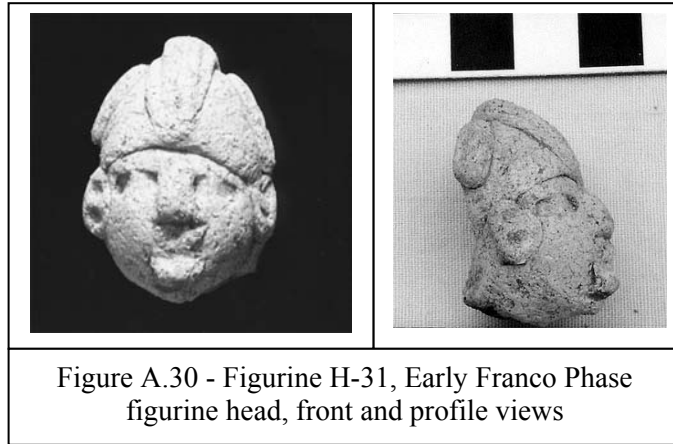 Figure A.30 - Figurine H-31, Early Franco Phase
figurine head, front and profile views